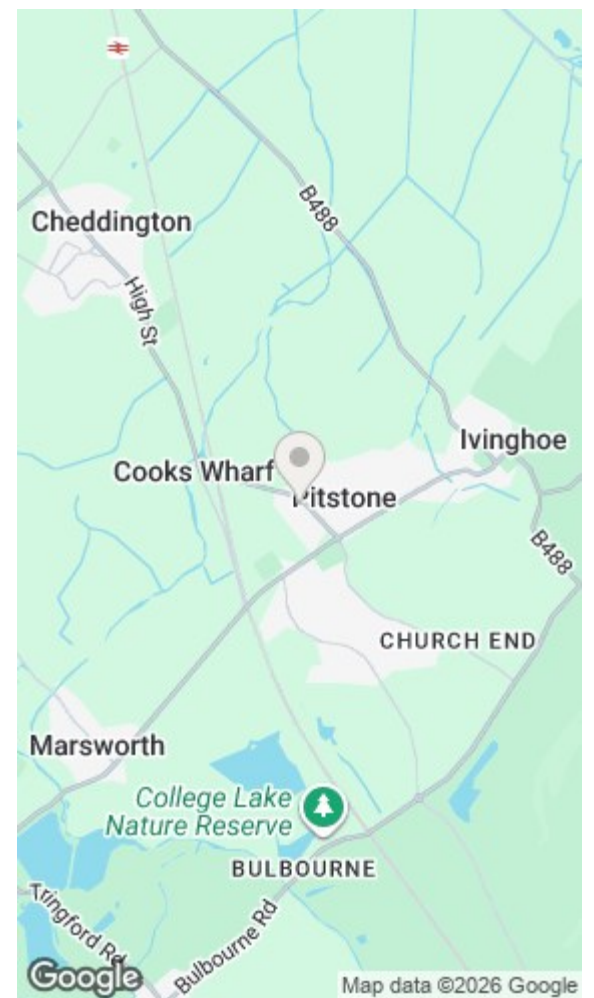 B488
Cheddington
High St
Ivinghoe
Cooks Wharf
Pitstone
B488
CHURCH END
Marsworth
College Lake
Nature Reserve
BULBOURNE
Tringford Rd
Bulbourne Rd
Google
Map data ©2026 Google